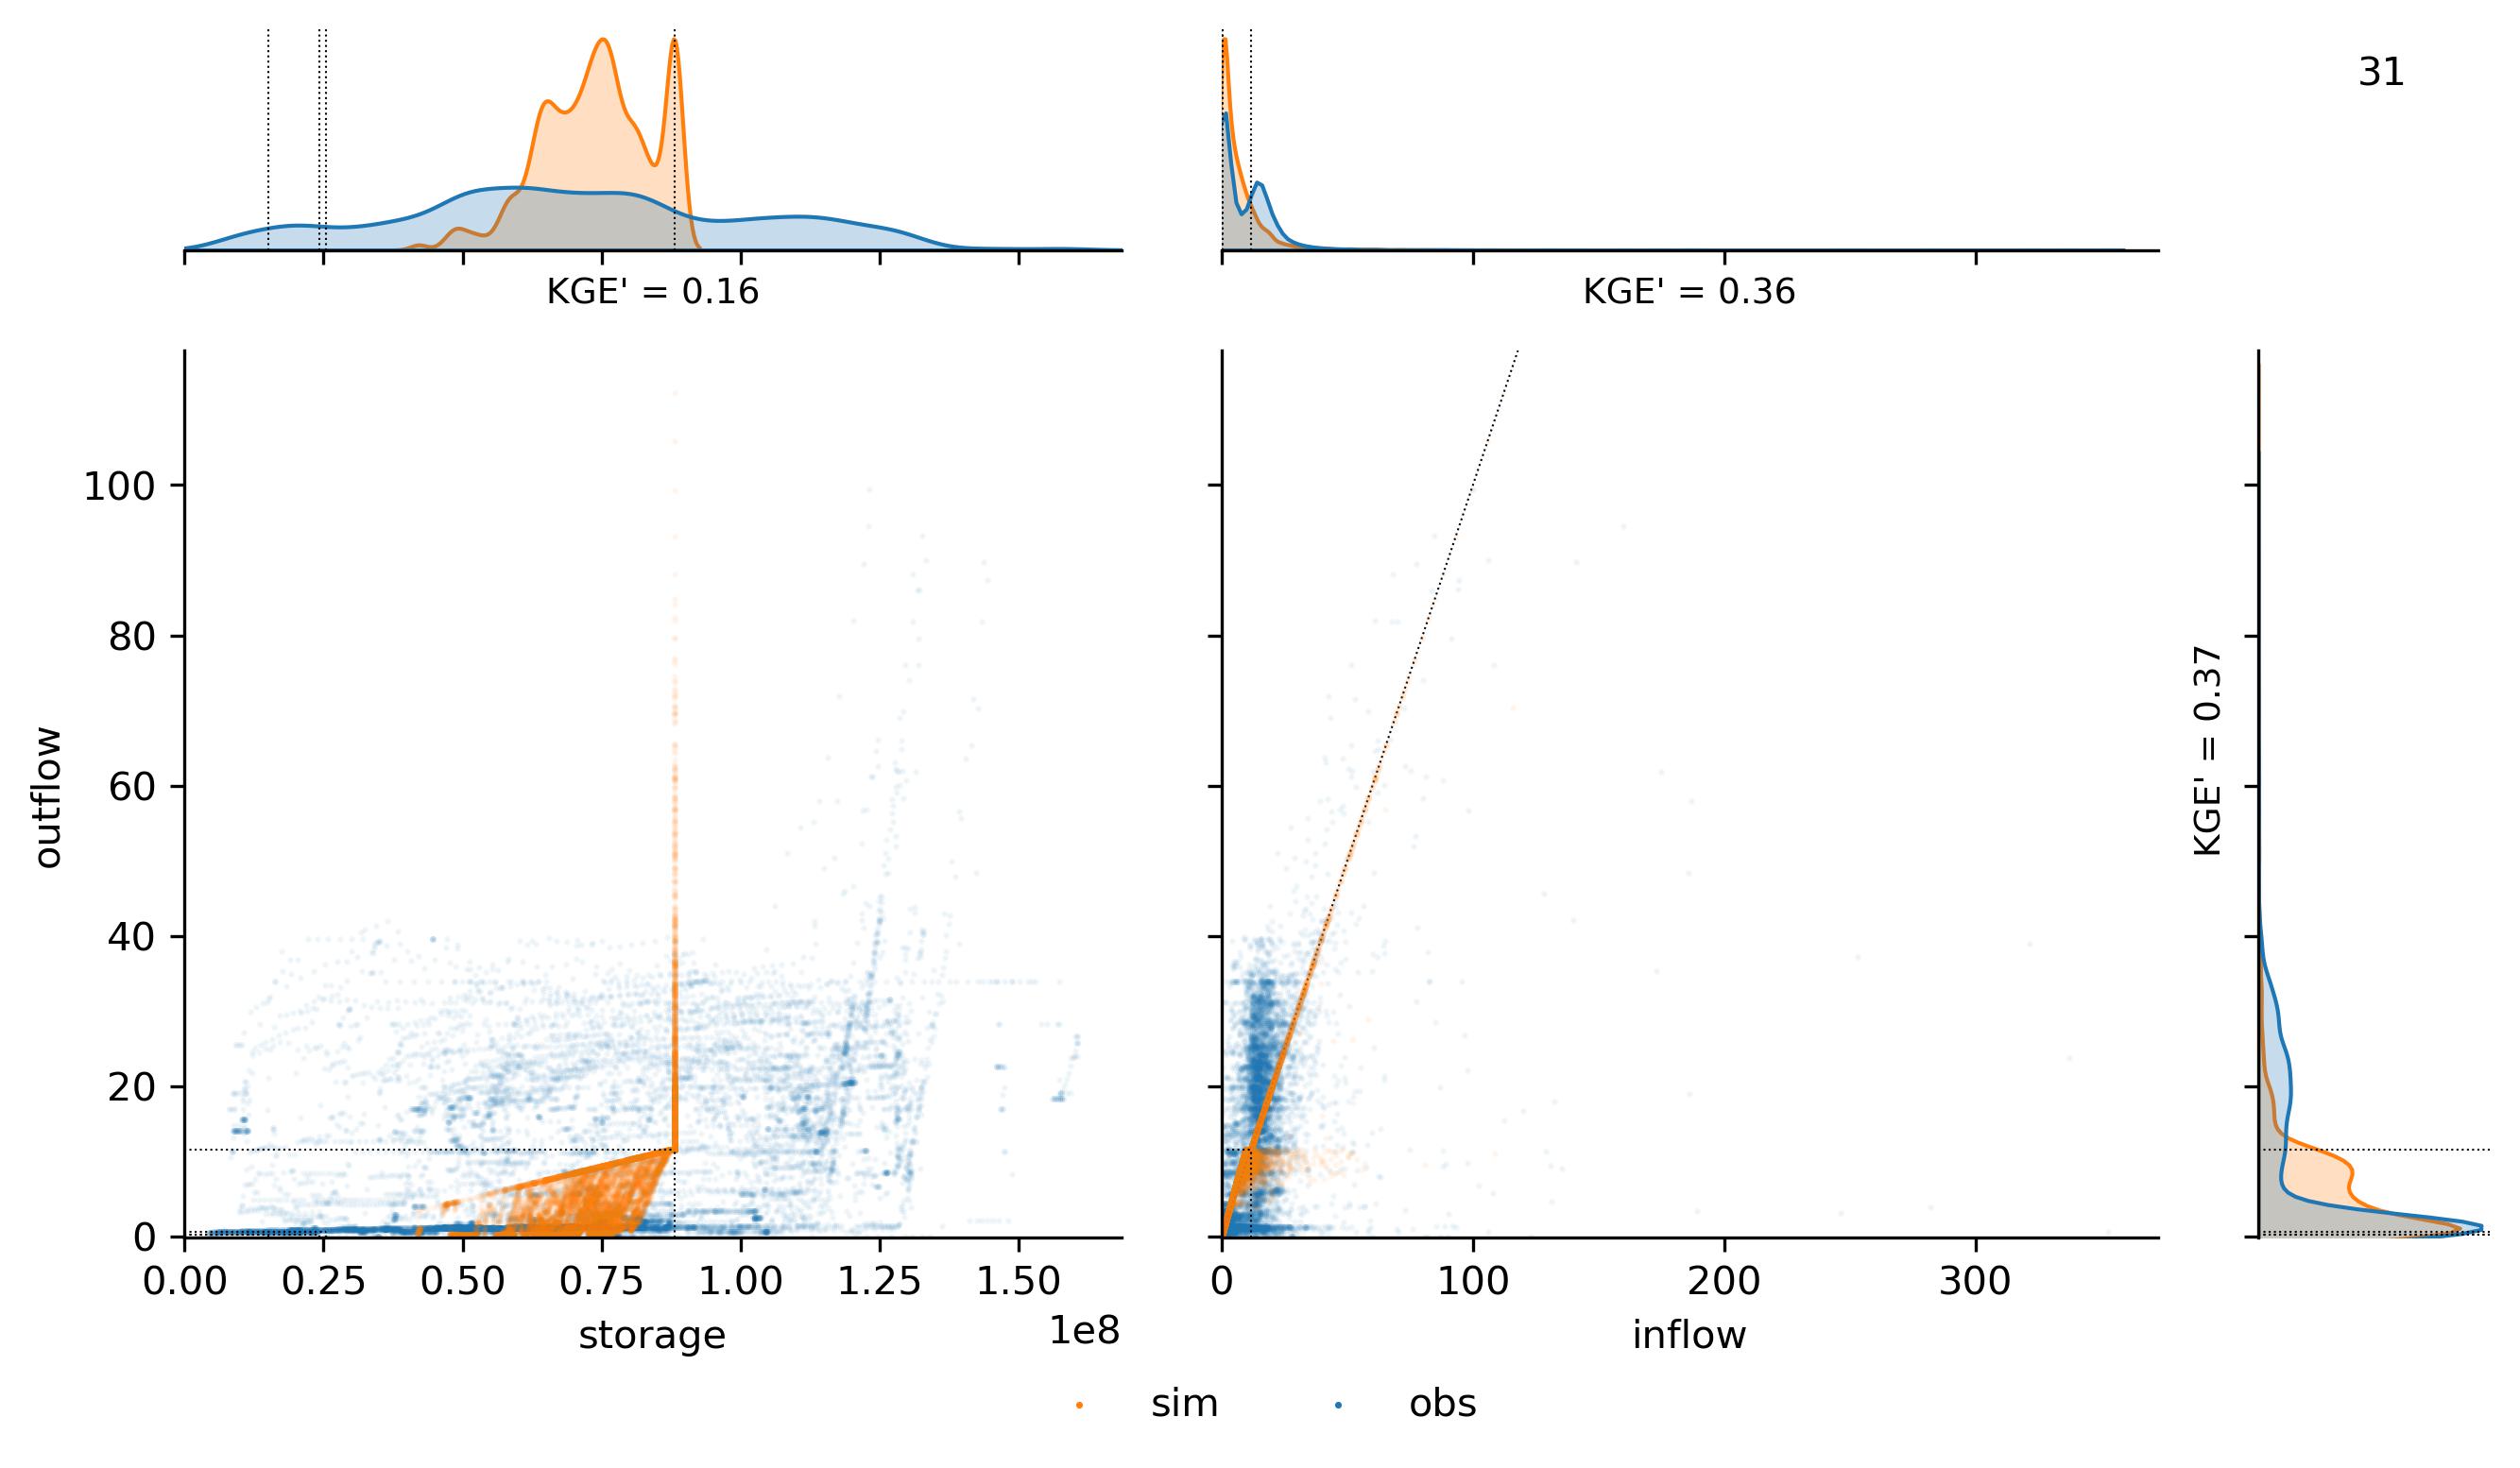 31
KGE' = 0.16
KGE' = 0.36
100
80
60
40
20
0
outflow
KGE' = 0.37
0.00 0.25 0.50 0.75 1.00 1.25 1.50
1e8
storage
0 100 200 300
inflow
sim obs